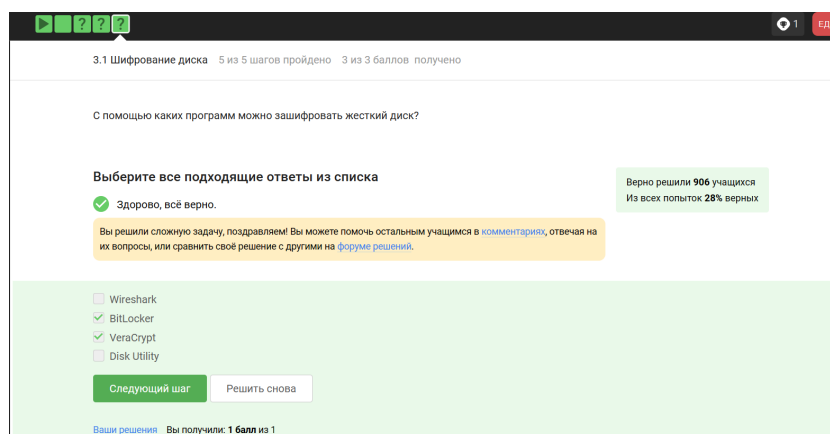 ? ? ?
1
ЕД
3.1 Шифрование диска 5 из 5 шагов пройдено 3 из 3 баллов получено
С помощью каких программ можно зашифровать жесткий диск?
Выберите все подходящие ответы из списка
Здорово, всё верно.
Верно решили 906 учащихся
Из всех попыток 28% верных
Вы решили сложную задачу, поздравляем! Вы можете помочь остальным учащимся в комментариях, отвечая на
их вопросы, или сравнить своё решение с другими на форуме решений.
Wireshark
BitLocker
VeraCrypt
Disk Utility
Следующий шаг Решить снова
Ваши решения Вы получили: 1 балл из 1